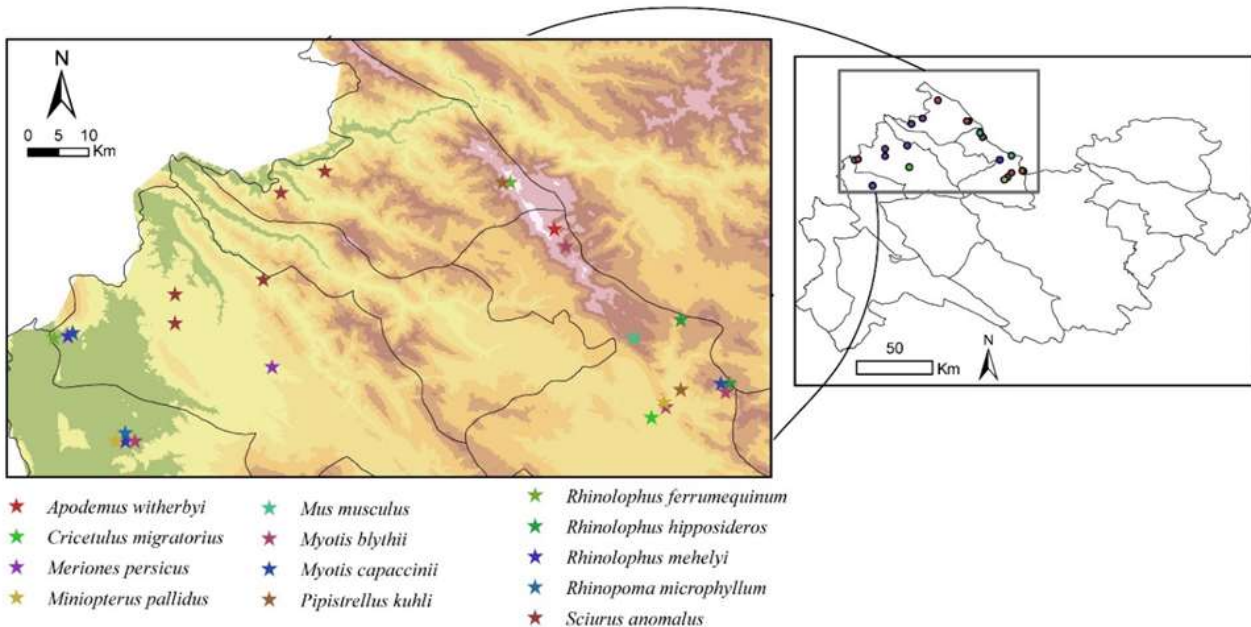 N
0 5 10
Km
50
Km
N
Apodemus witherbyi
Cricetulus migratorius
Meriones persicus
Miniopterus pallidus
Mus musculus
Myotis blythii
Myotis capaccinii
Pipistrellus kuhli
Rhinolophus ferrumequinum
Rhinolophus hipposideros
Rhinolophus mehelyi
Rhinopoma microphyllum
Sciurus anomalus